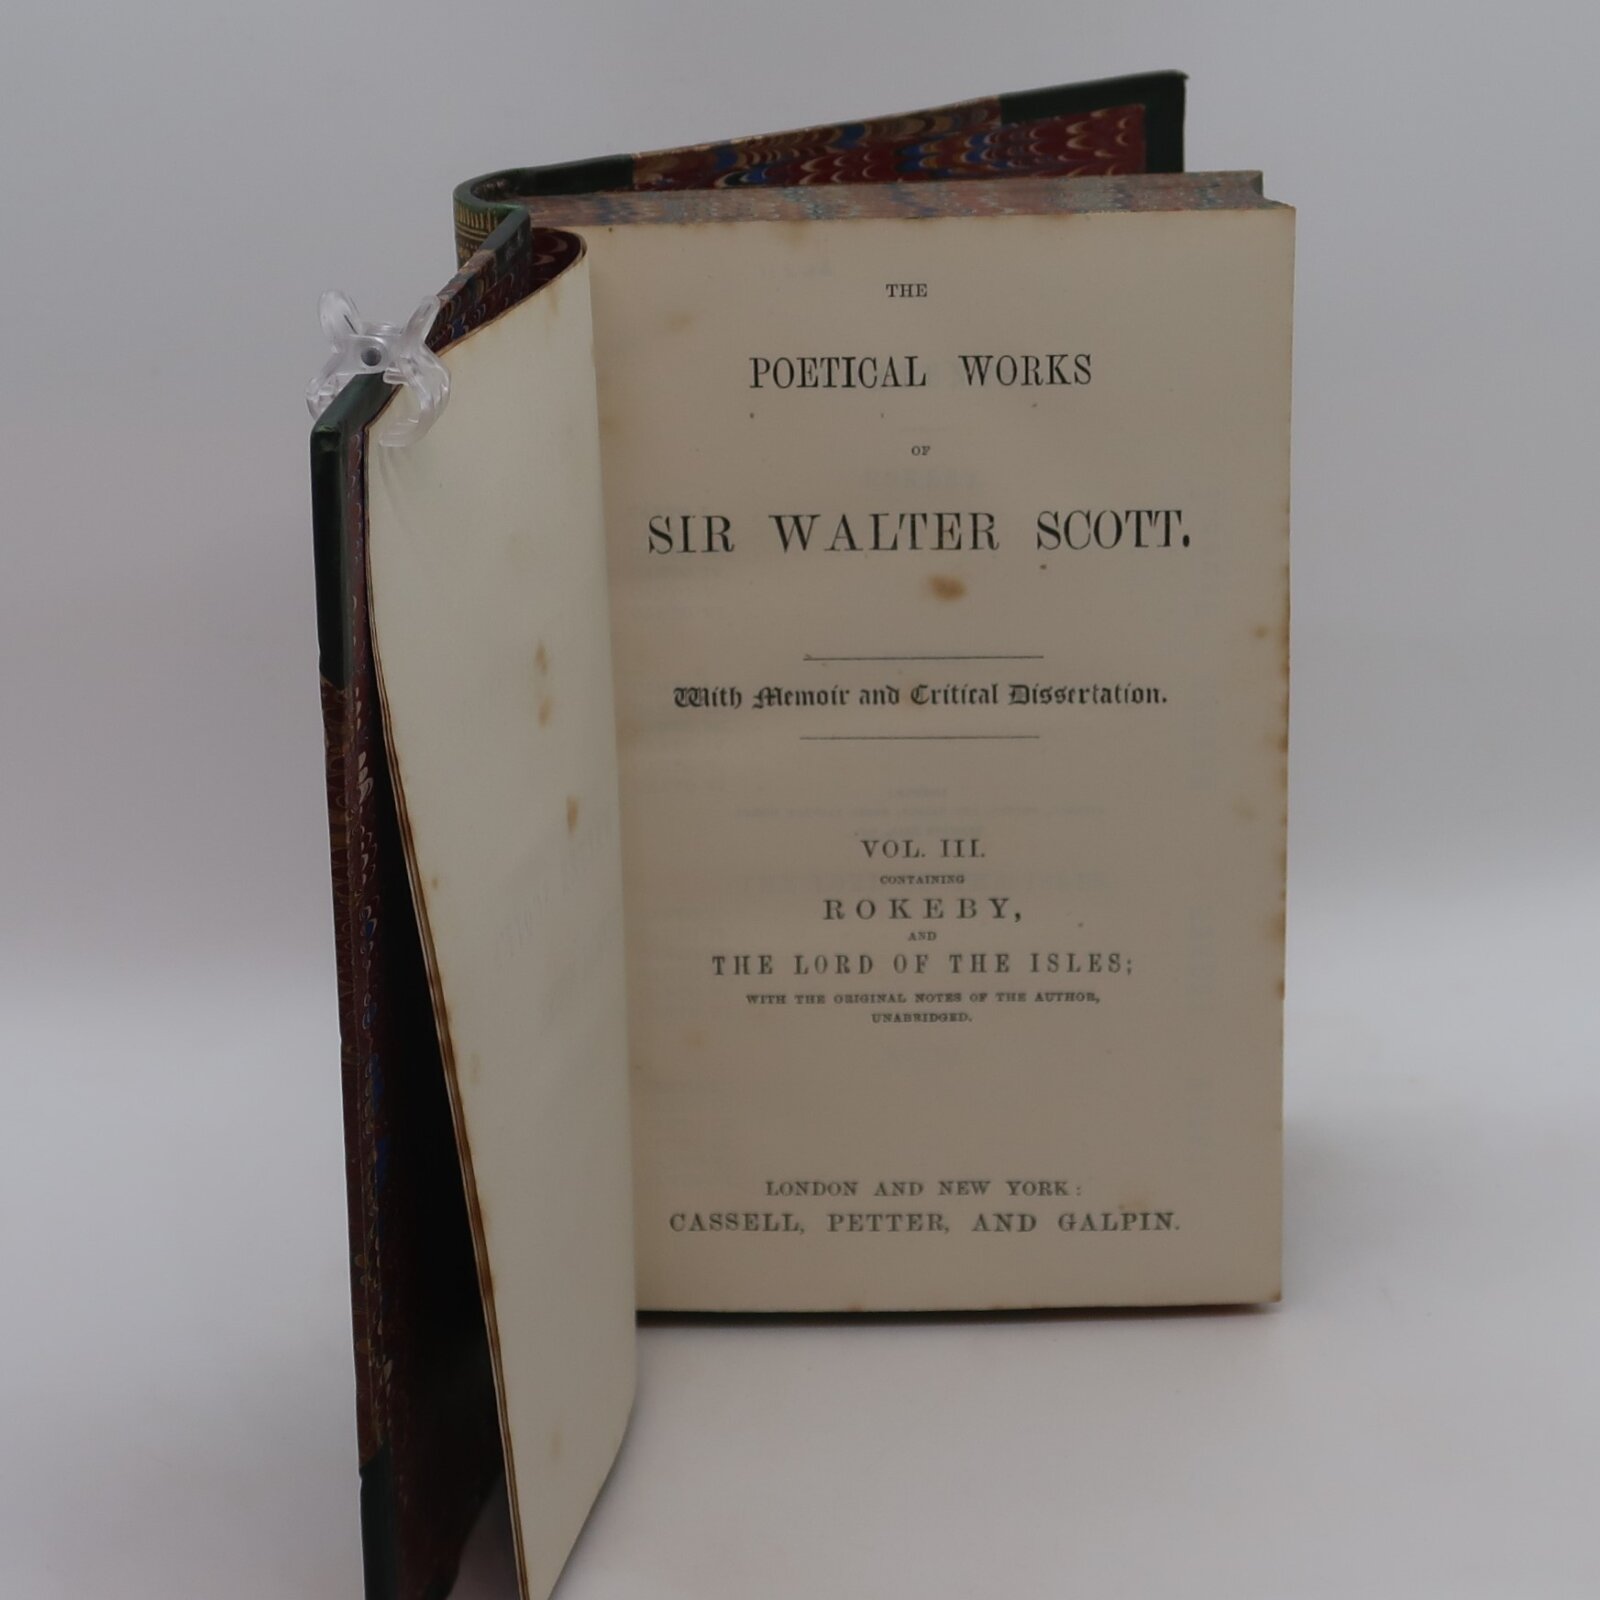 THE
POETICAL WORKS
OF
SIR WALTER SCOTT.
With Memoir and Critical Dissertation.
VOL. III.
CONTAINING
ROKEBY,
AND
THE LORD OF THE ISLES;
WITH THE ORIGINAL NOTES OF THE AUTHOR,
UNABRIDGED.
LONDON AND NEW YORK:
CASSELL, PETTER, AND GALPIN.